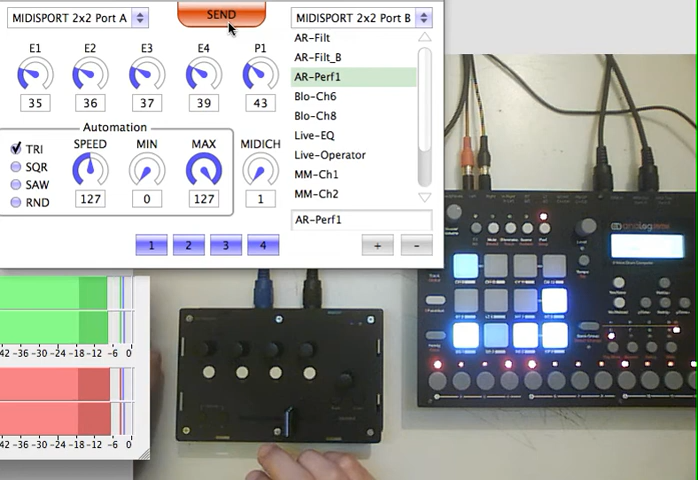 MIDISPORT 2x2 Port A
SEND
MIDISPORT 2x2 Port B
E1 E2 E3 E4 P1
35 36 37 39 43
AR-Filt
AR-Filt_B
AR-Perf1
Blo-Ch6
Blo-Ch8
Live-EQ
Live-Operator
MM-Ch1
MM-Ch2
AR-Perf1
Automation
TRI
SQR
SAW
RND
SPEED MIN MAX MIDICH
127 0 127 1
1 2 3 4 + -
42 -36 -30 -24 -18 -12 -6 0
42 -36 -30 -24 -18 -12 -6 0
analog